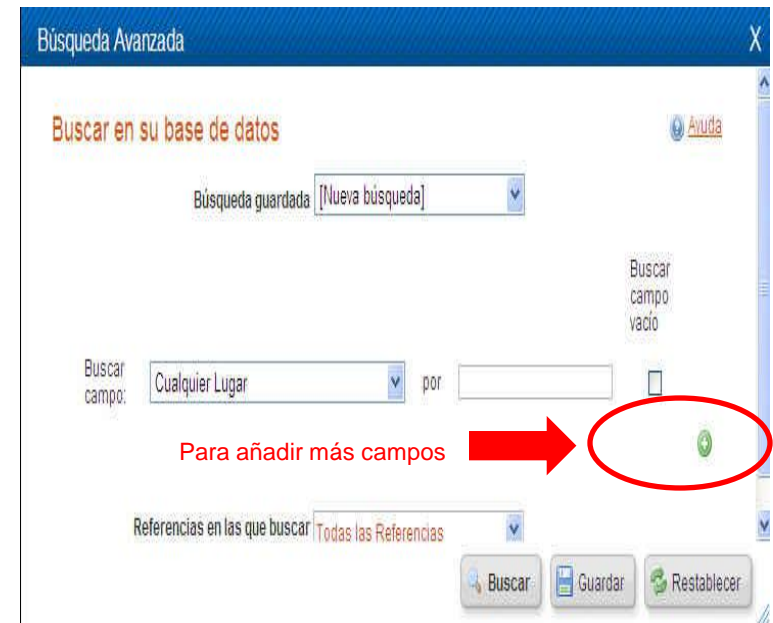 Búsqueda Avanzada X
Buscar en su base de datos
Ayuda
Búsqueda guardada [Nueva búsqueda]
Buscar
campo
vacío
Buscar
campo:
Cualquier Lugar por
Para añadir más campos
Referencias en las que buscar Todas las Referencias
Buscar Guardar Restablecer